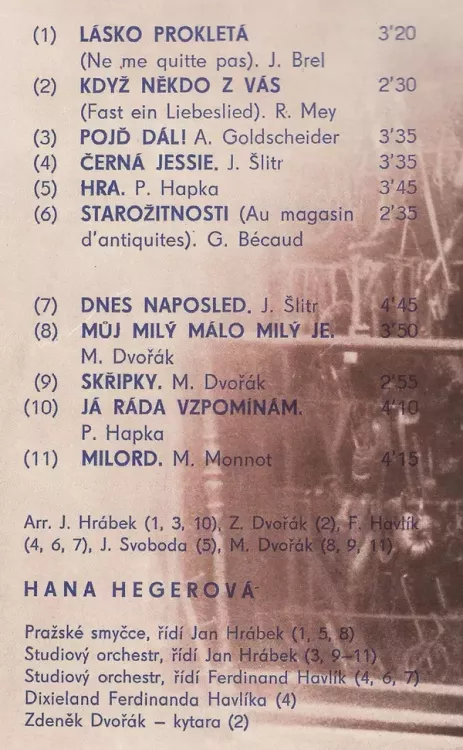 (1) LÁSKO PROKLETÁ 3'20
(Ne me quitte pas). J. Brel
(2) KDYŽ NĚKDO Z VÁS 2'30
(Fast ein Liebeslied). R. Mey
(3) POJĎ DÁL! A. Goldscheider 3'35
(4) ČERNÁ JESSIE. J. Šlitr 3'35
(5) HRA. P. Hapka 3'45
(6) STAROŽITNOSTI (Au magasin 2'35
d'antiquites). G. Bécaud
(7) DNES NAPOSLED. J. Šlitr 4'45
(8) MŮJ MILÝ MÁLO MILÝ JE. 3'50
M. Dvořák
(9) SKŘIPKY. M. Dvořák 2'55
(10) JÁ RÁDA VZPOMÍNÁM. 4'10
P. Hapka
(11) MILORD. M. Monnot 4'15
Arr. J. Hrábek (1, 3, 10), Z. Dvořák (2), F. Havlík
(4, 6, 7), J. Svoboda (5), M. Dvořák (8, 9, 11)
HANA HEGEROVÁ
Pražské smyčce, řídí Jan Hrábek (1, 5, 8)
Studiový orchestr, řídí Jan Hrábek (3, 9–11)
Studiový orchestr, řídí Ferdinand Havlík (4, 6, 7)
Dixieland Ferdinanda Havlíka (4)
Zdeněk Dvořák – kytara (2)